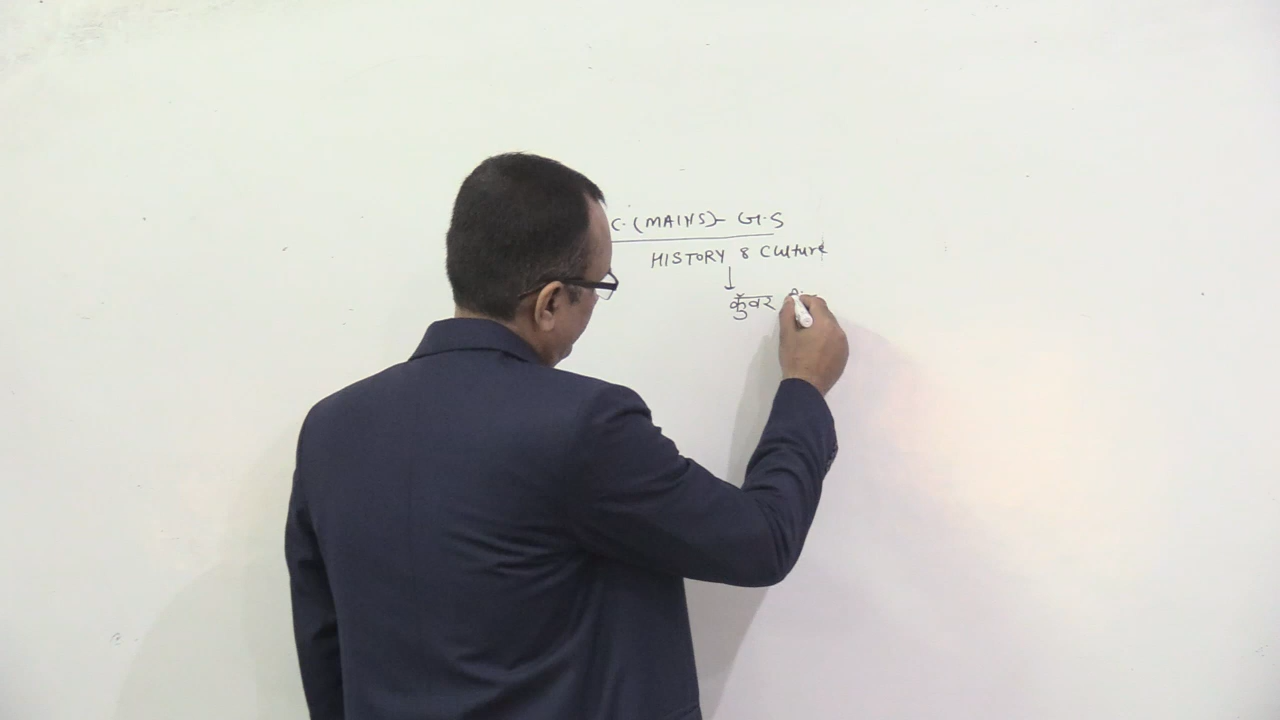 C. (MAINS)- G.S
HISTORY & Culture
कुँवर